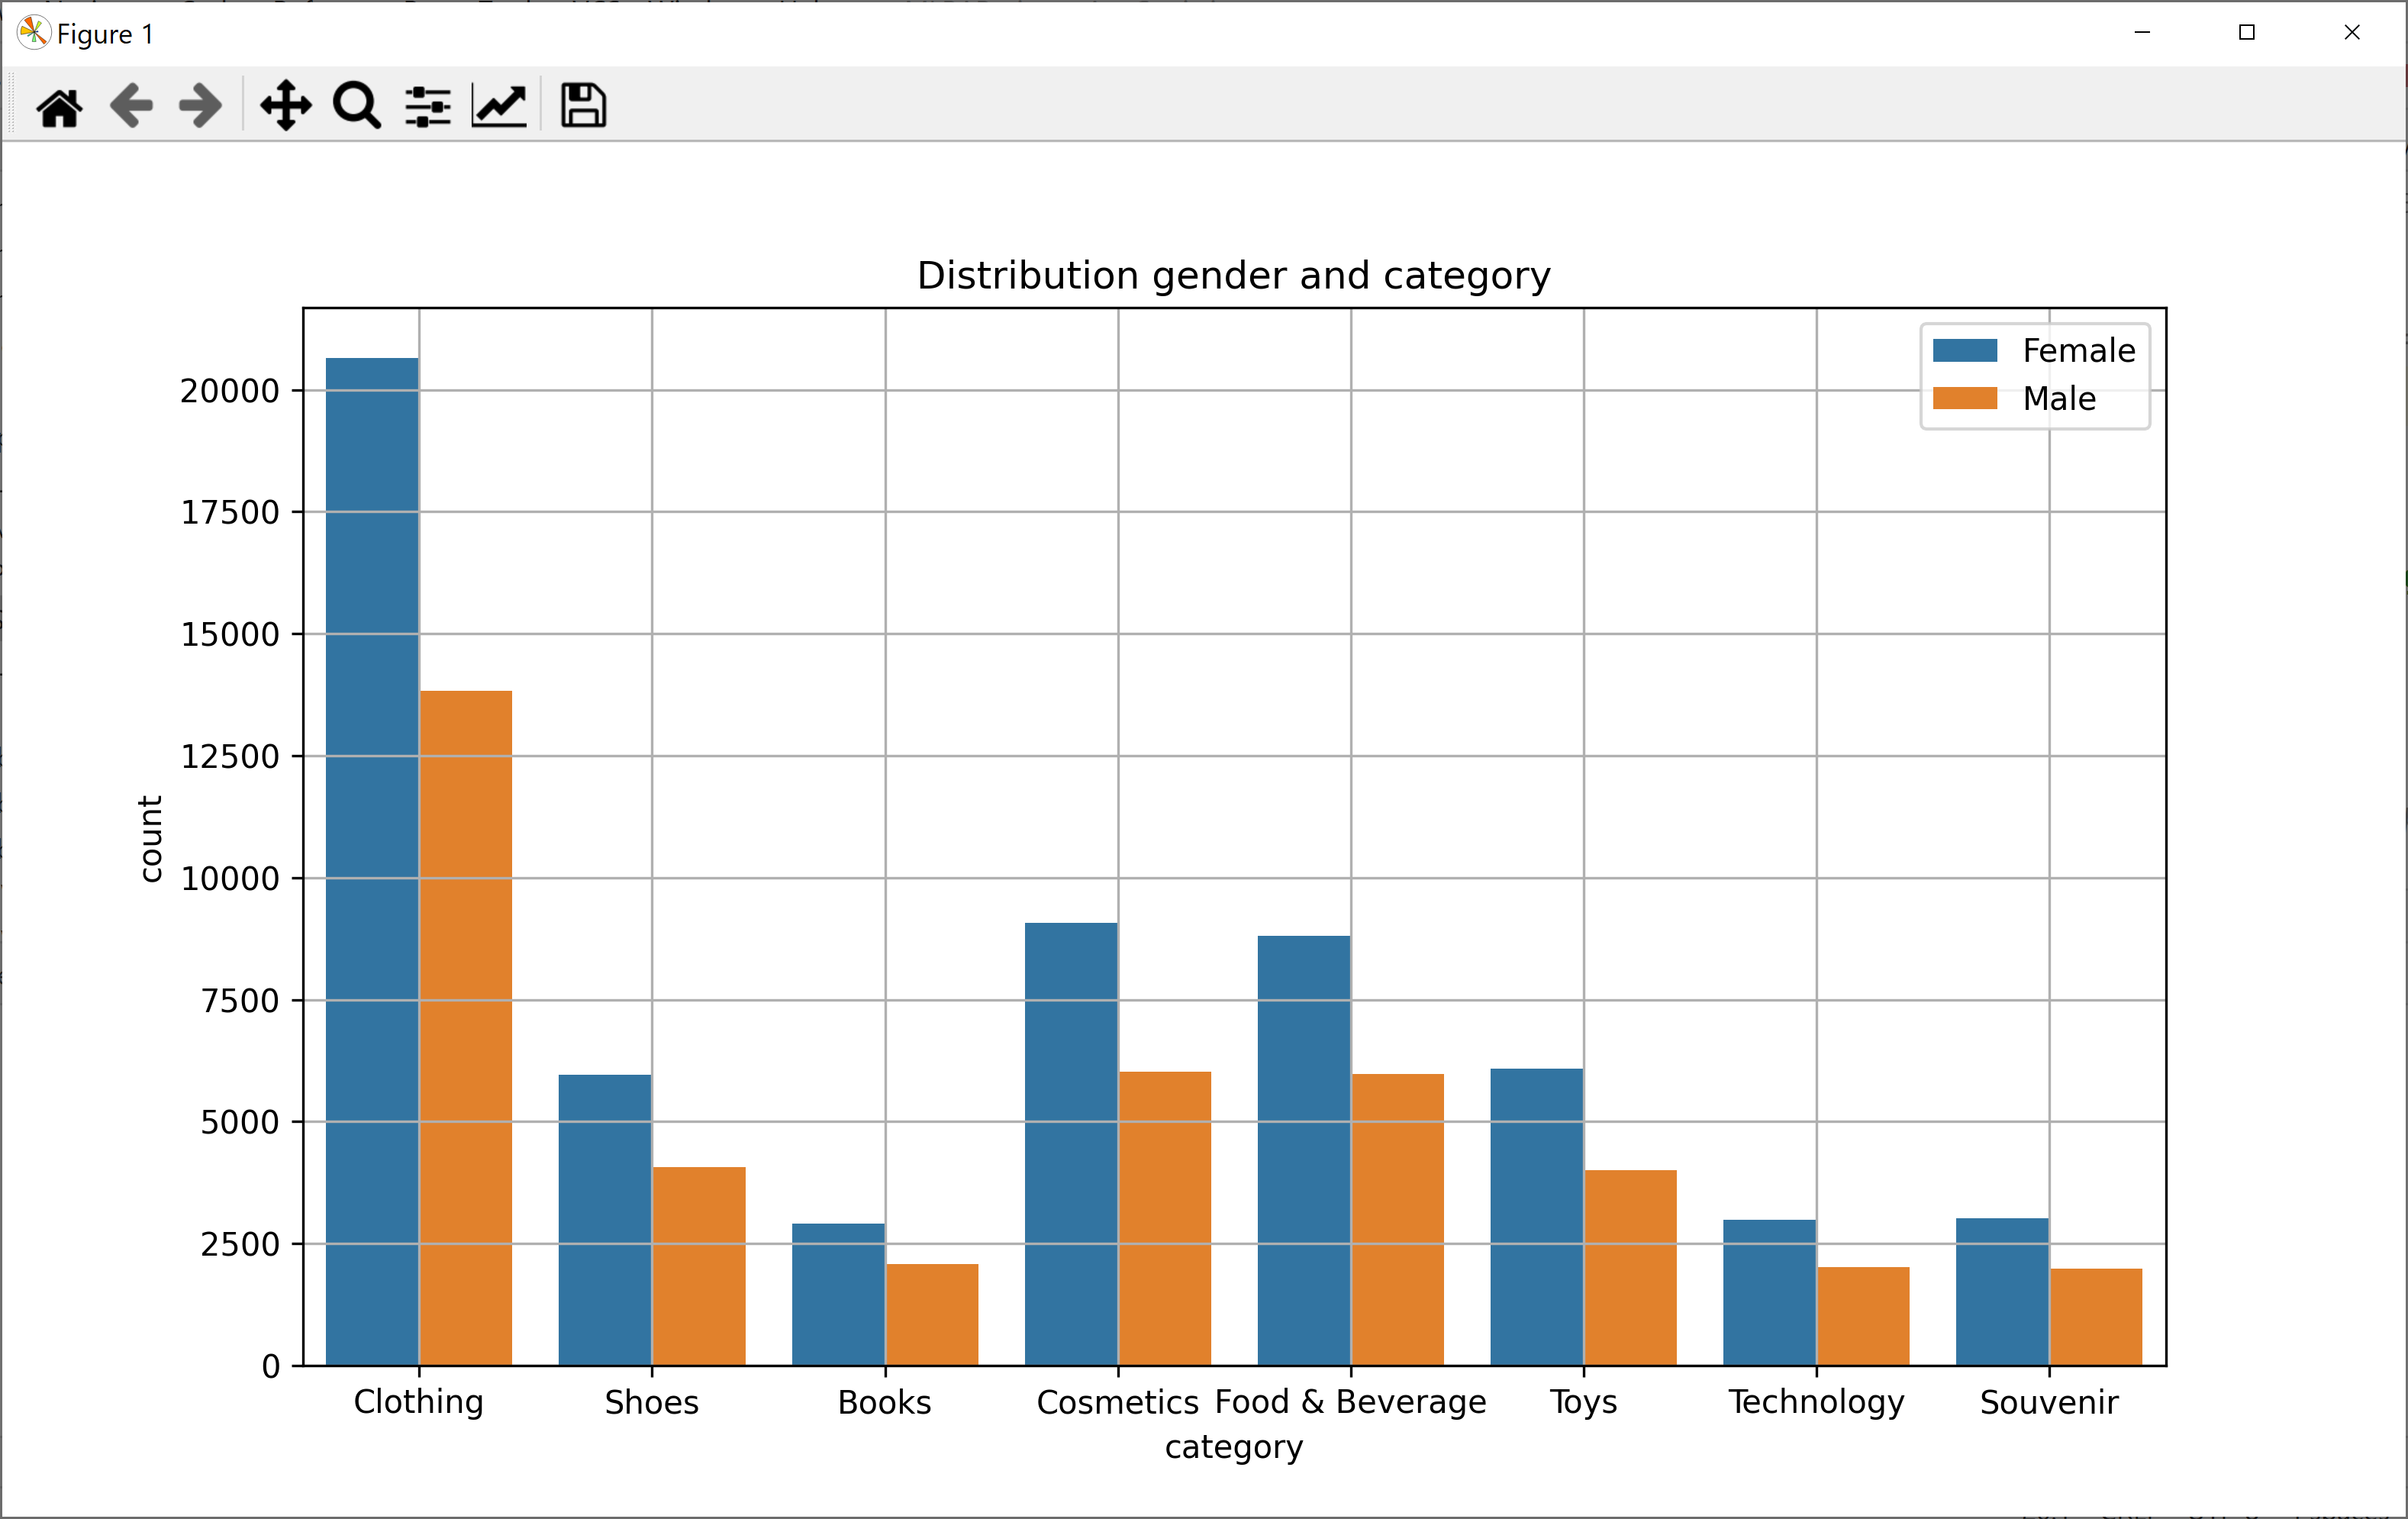 Figure 1
Distribution gender and category
Female
Male
20000
17500
15000
12500
10000
7500
5000
2500
0
count
Clothing Shoes Books Cosmetics Food & Beverage Toys Technology Souvenir
category